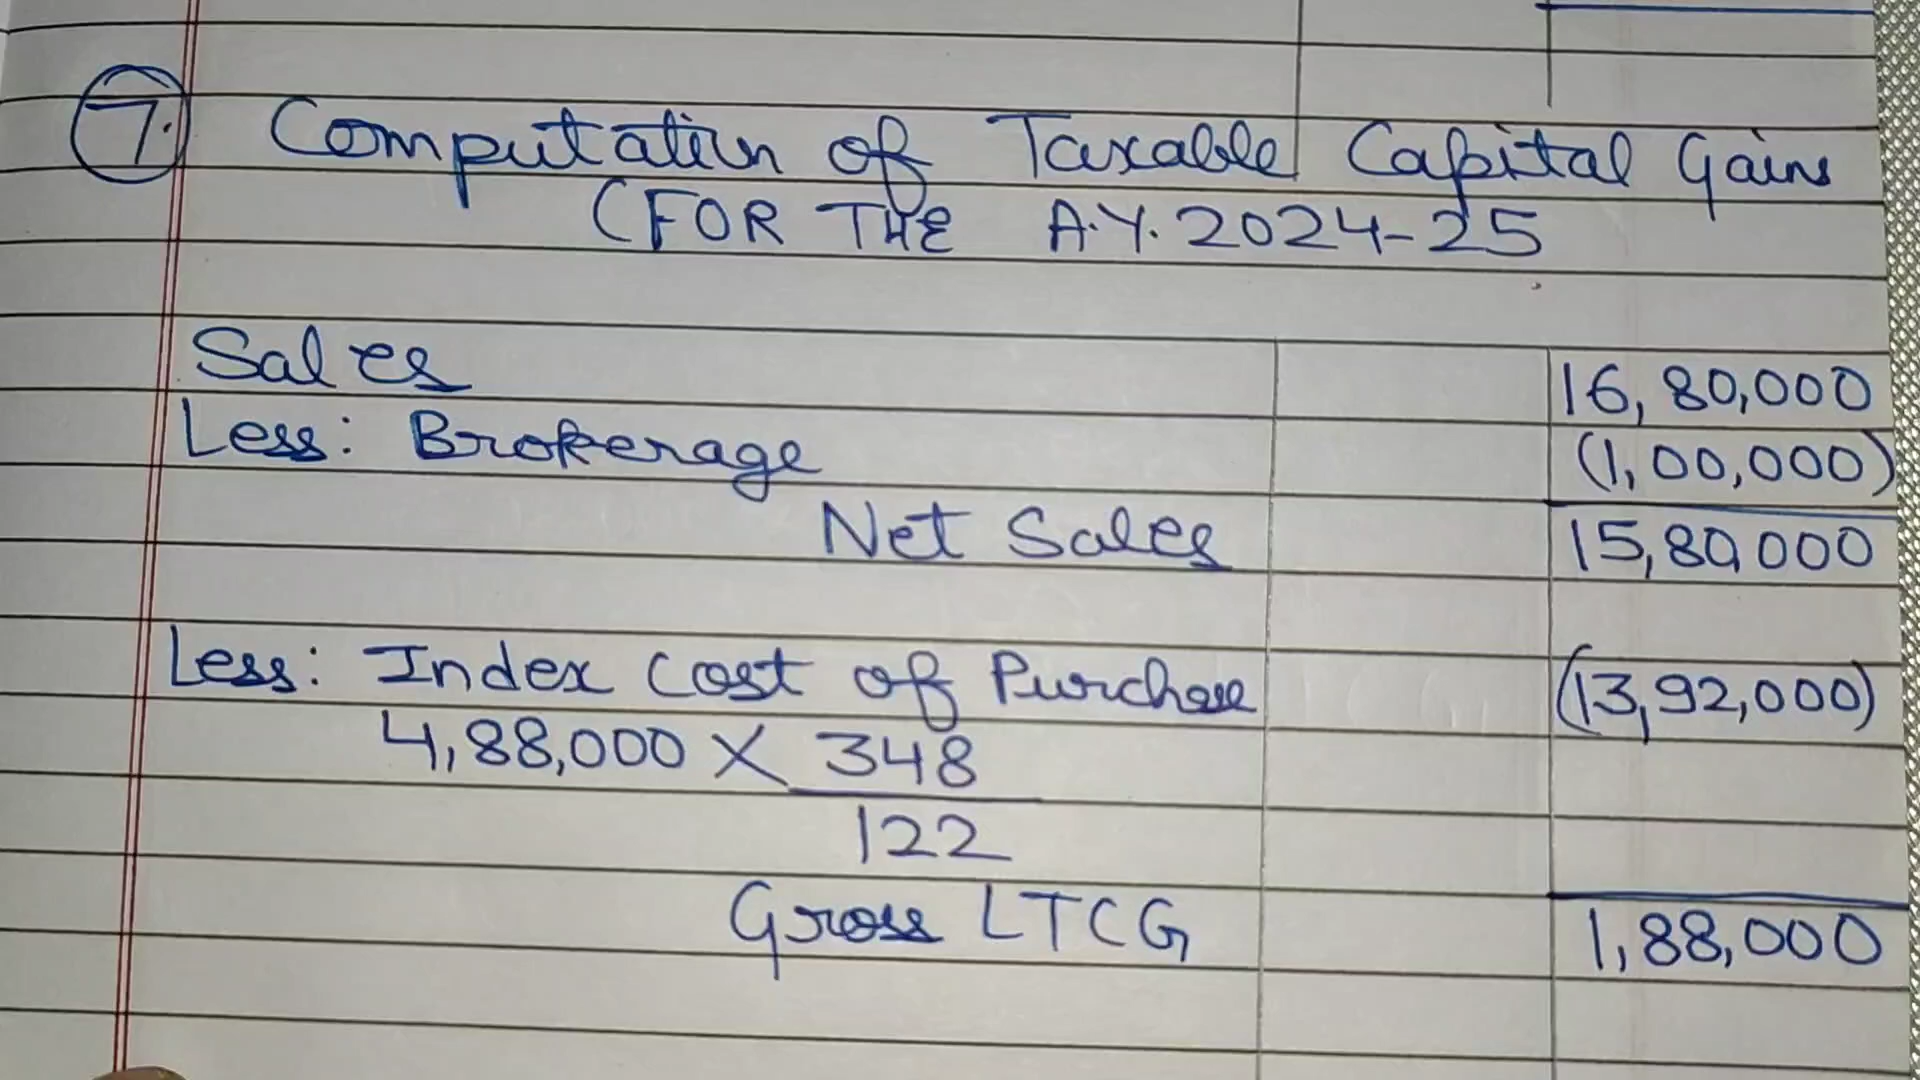 7. Computation of Taxable Capital Gains
(FOR THE A.Y. 2024-25
Sales 16,80,000
Less: Brokerage (1,00,000)
Net Sales 15,80,000
Less: Index Cost of Purchase (13,92,000)
4,88,000 X 348
122
Gross LTCG 1,88,000